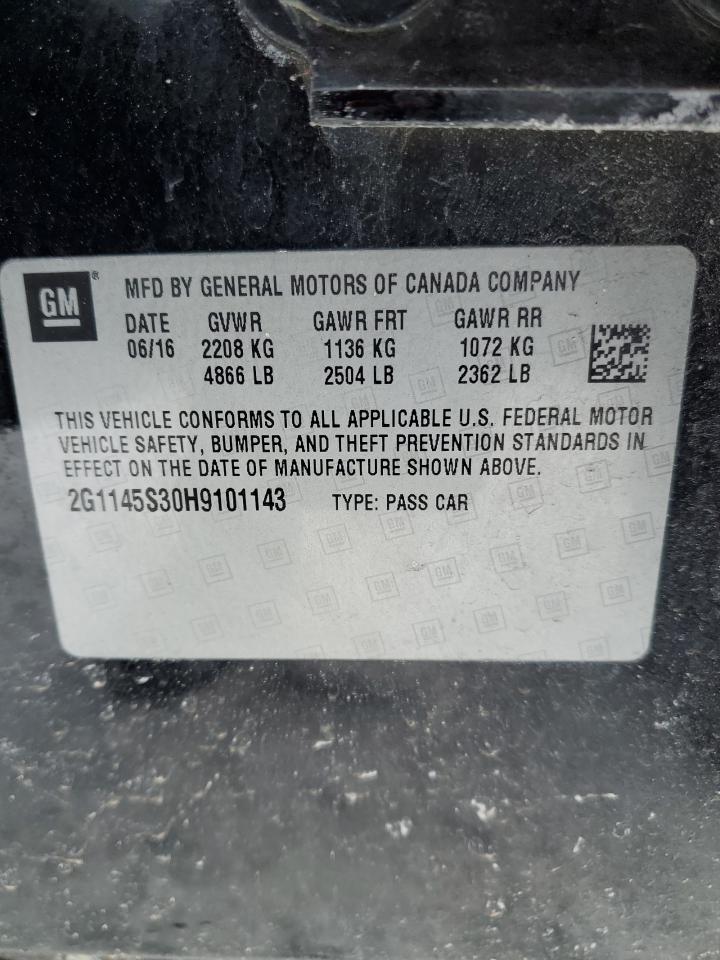 GM ® MFD BY GENERAL MOTORS OF CANADA COMPANY
DATE GVWR GAWR FRT GAWR RR
06/16 2208 KG 1136 KG 1072 KG
4866 LB 2504 LB 2362 LB
THIS VEHICLE CONFORMS TO ALL APPLICABLE U.S. FEDERAL MOTOR
VEHICLE SAFETY, BUMPER, AND THEFT PREVENTION STANDARDS IN
EFFECT ON THE DATE OF MANUFACTURE SHOWN ABOVE.
2G1145S30H9101143 TYPE: PASS CAR